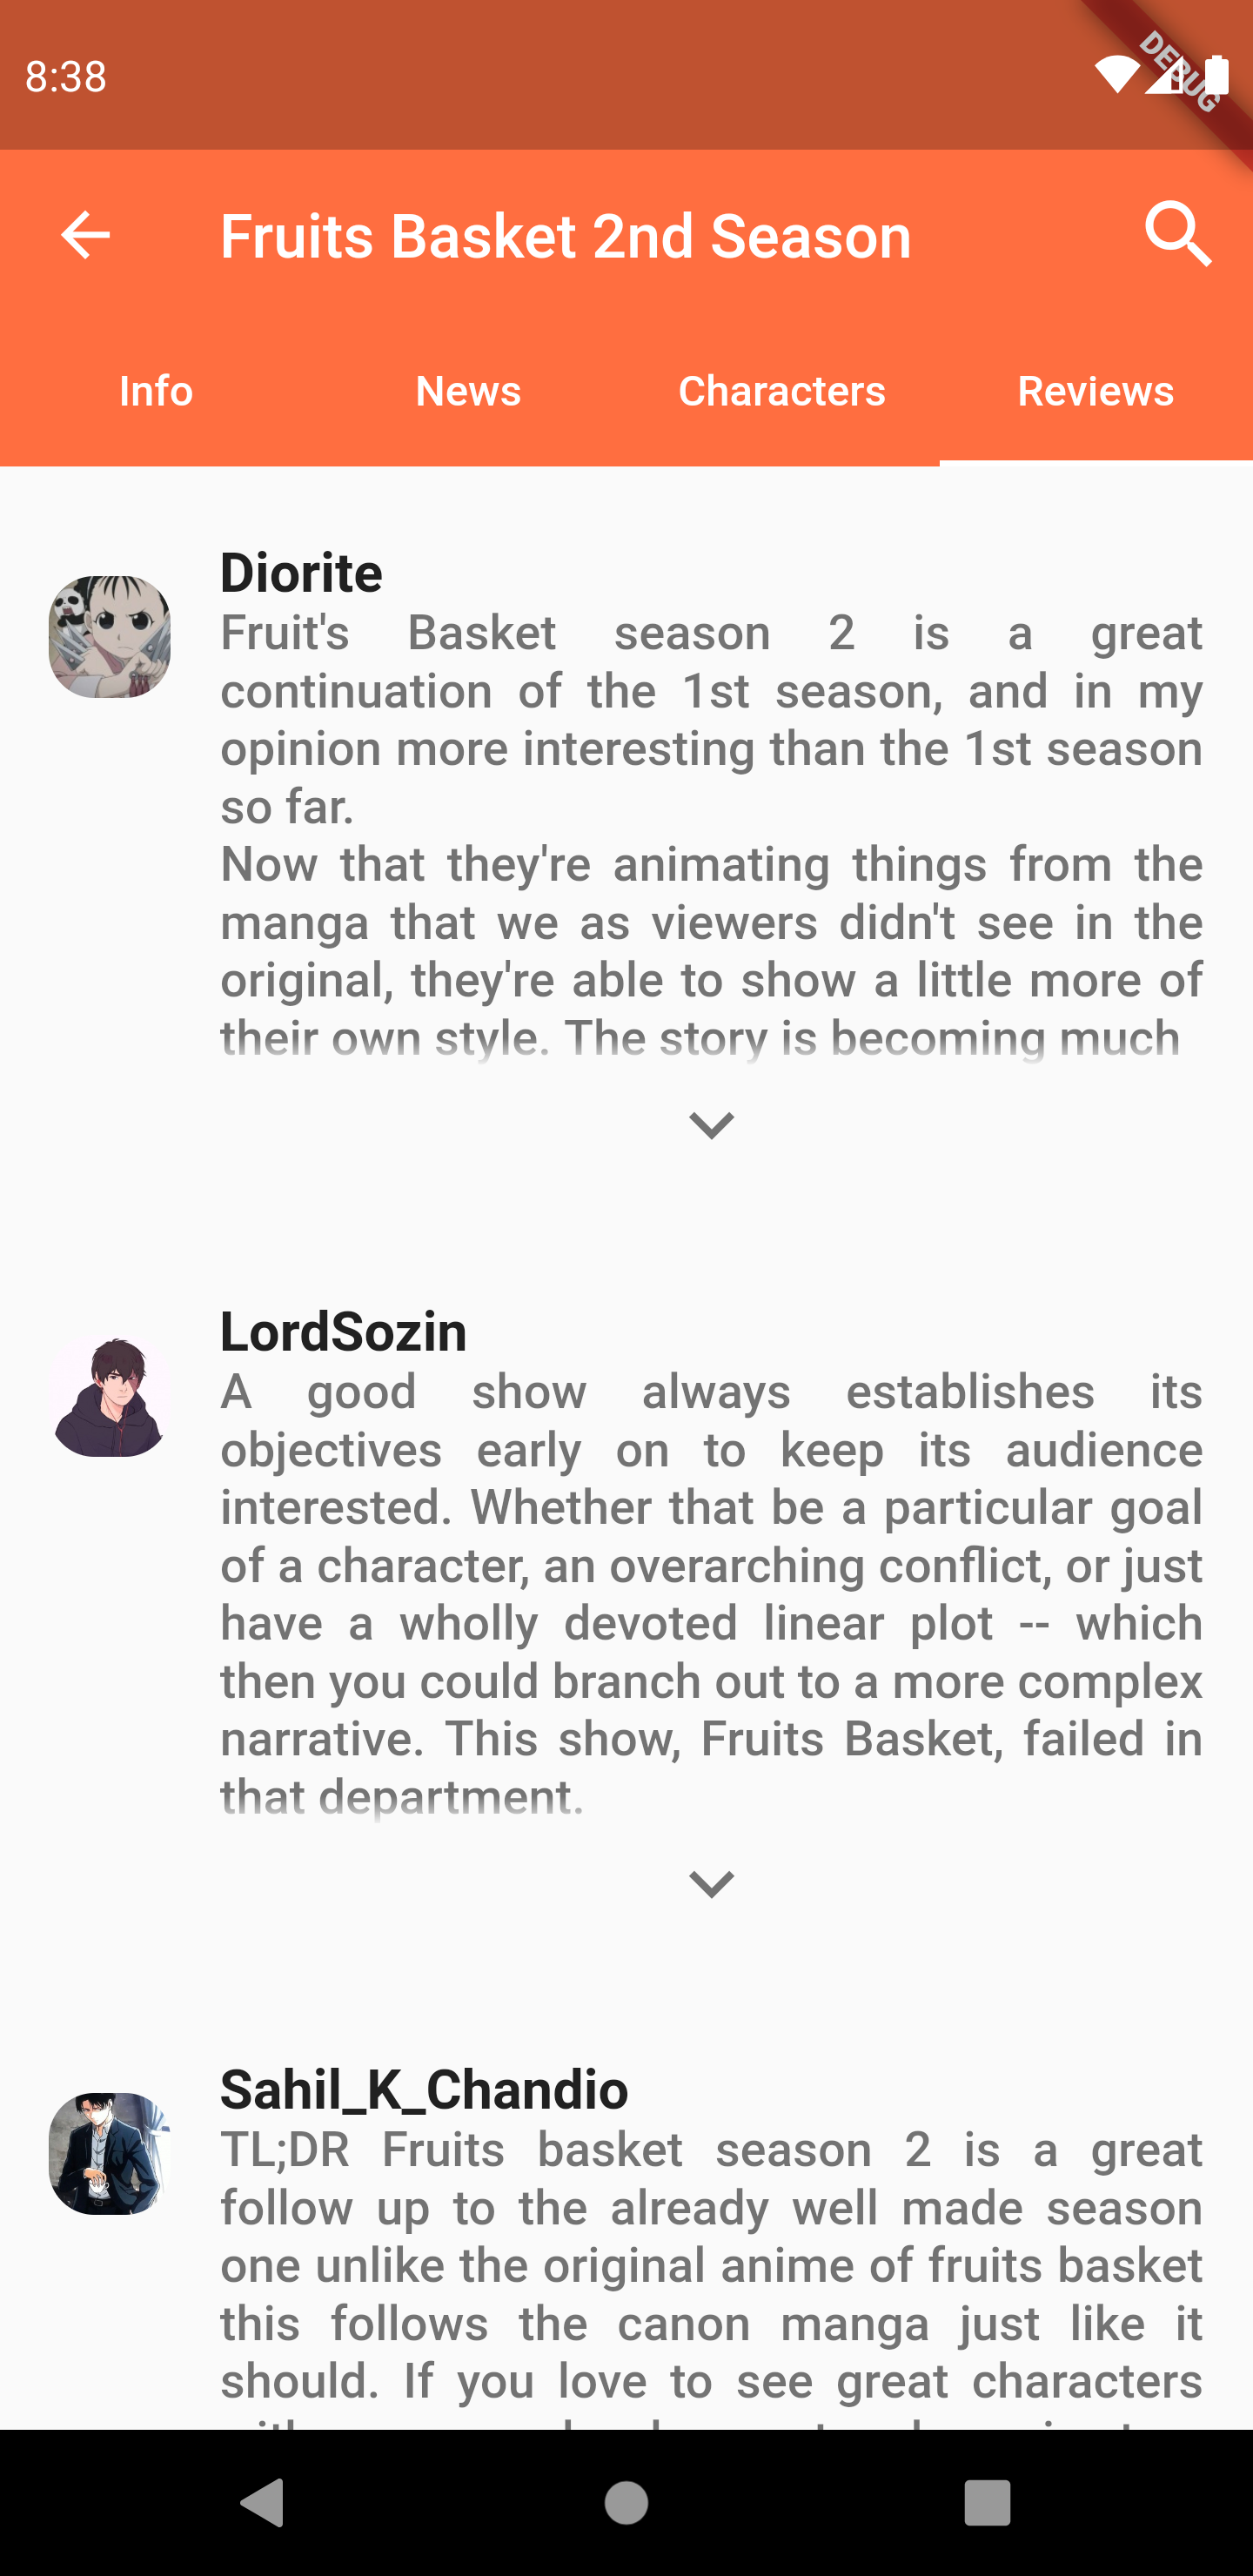 8:38
DEBUG
Fruits Basket 2nd Season
Info
News
Characters
Reviews
Diorite
Fruit's Basket season 2 is a great
continuation of the 1st season, and in my
opinion more interesting than the 1st season
so far.
Now that they're animating things from the
manga that we as viewers didn't see in the
original, they're able to show a little more of
their own style. The story is becoming much
LordSozin
A good show always establishes its
objectives early on to keep its audience
interested. Whether that be a particular goal
of a character, an overarching conflict, or just
have a wholly devoted linear plot -- which
then you could branch out to a more complex
narrative. This show, Fruits Basket, failed in
that department.
Sahil_K_Chandio
TL;DR Fruits basket season 2 is a great
follow up to the already well made season
one unlike the original anime of fruits basket
this follows the canon manga just like it
should. If you love to see great characters